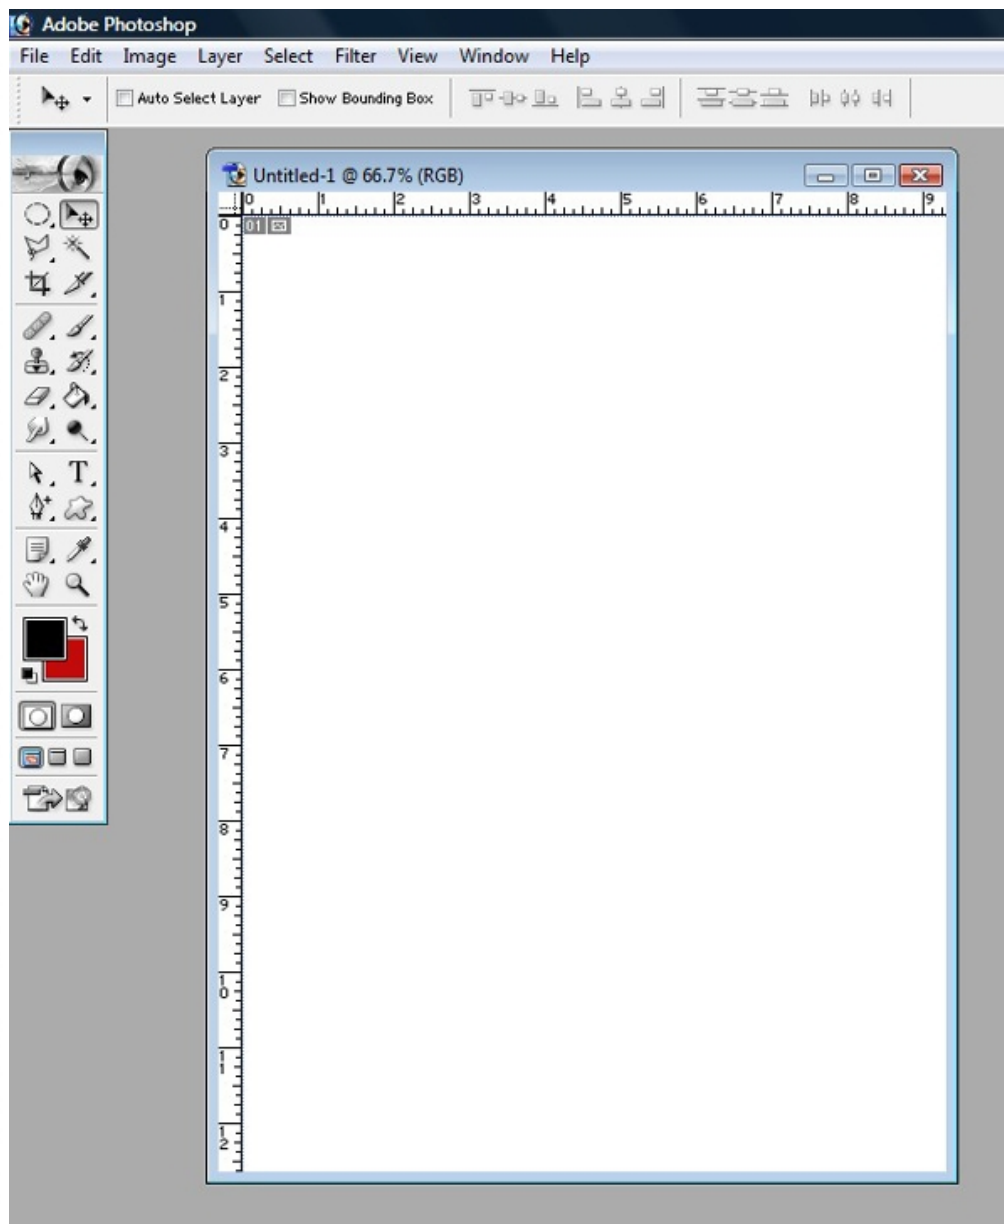 Adobe Photoshop
File Edit Image Layer Select Filter View Window Help
Auto Select Layer Show Bounding Box
Untitled-1 @ 66.7% (RGB)
0 1 2 3 4 5 6 7 8 9
01
0
1
2
3
4
5
6
7
8
9
10
11
12
T